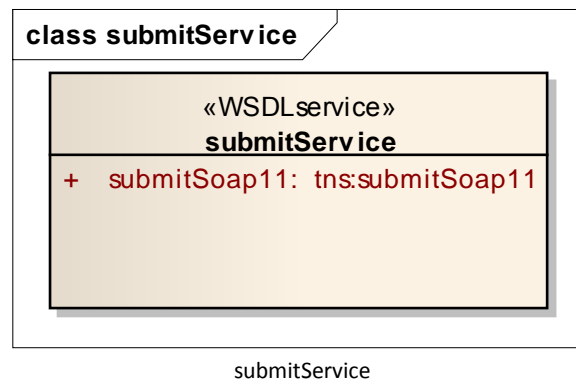 class submitService
«WSDLservice»
submitService
+ submitSoap11: tns:submitSoap11
submitService